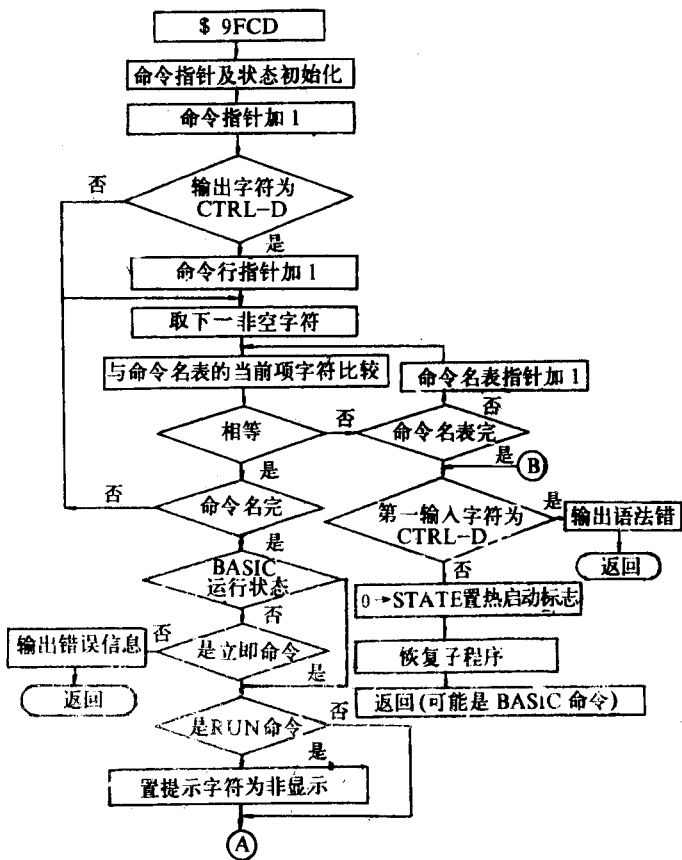 $ 9FCD
命令指针及状态初始化
命令指针加 1
否
输出字符为
CTRL-D
是
命令行指针加 1
取下一非空字符
与命令名表的当前项字符比较
命令名表指针加 1
相等
否
命令名表完
否
是
B
是
否
命令名完
第一输入字符为
CTRL-D
是
输出语法错
返回
是
BASIC
运行状态
否
否
0→STATE置热启动标志
输出错误信息
否
是立即命令
是
恢复子程序
返回
返回(可能是 BASIC 命令)
是RUN命令
否
是
置提示字符为非显示
A